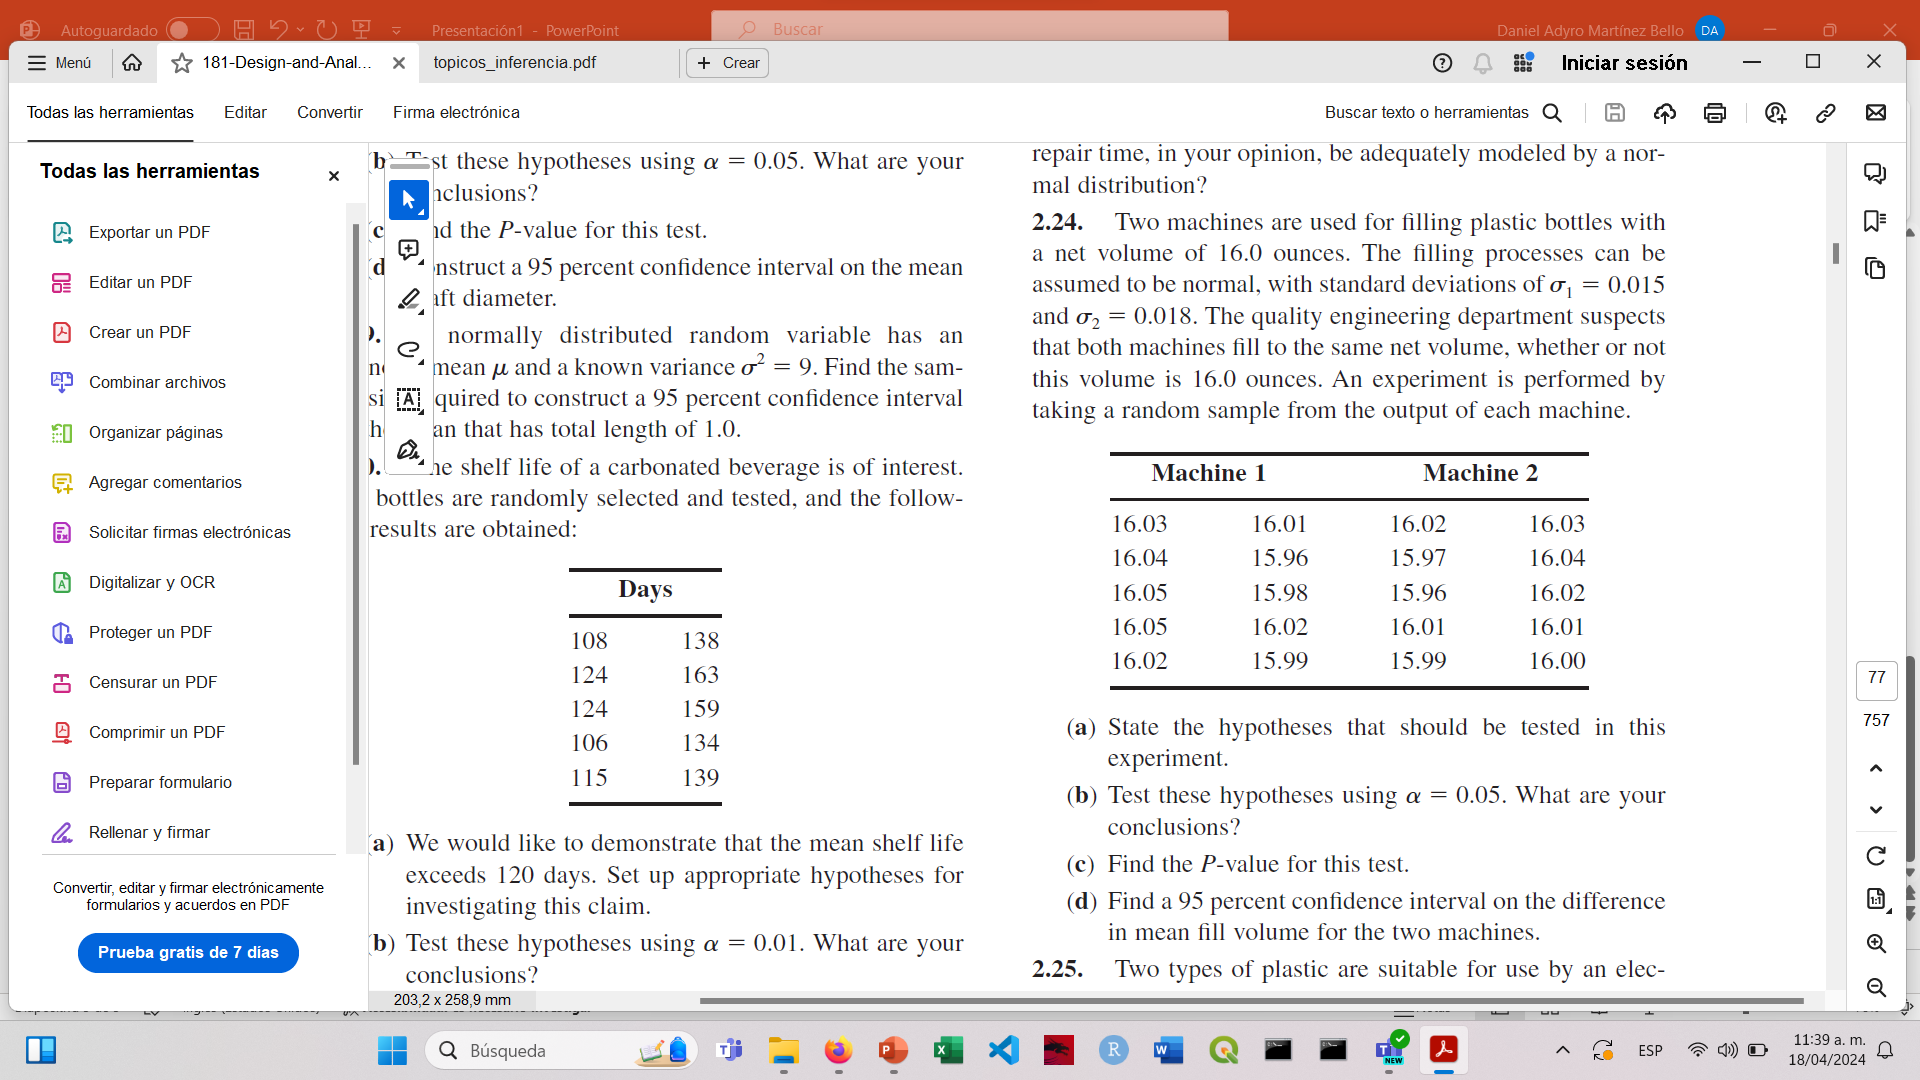 Autoguardado
Presentación1 - PowerPoint
Buscar
Daniel Adyro Martínez Bello
DA
Menú
181-Design-and-Anal...
topicos_inferencia.pdf
Crear
Iniciar sesión
Todas las herramientas
Editar
Convertir
Firma electrónica
Buscar texto o herramientas
Todas las herramientas
Exportar un PDF
Editar un PDF
Crear un PDF
Combinar archivos
Organizar páginas
Agregar comentarios
Solicitar firmas electrónicas
Digitalizar y OCR
Proteger un PDF
Censurar un PDF
Comprimir un PDF
Preparar formulario
Rellenar y firmar
Convertir, editar y firmar electrónicamente
formularios y acuerdos en PDF
Prueba gratis de 7 días
these hypotheses using α = 0.05. What are your
the P-value for this test.
a 95 percent confidence interval on the mean
diameter.
normally distributed random variable has an
mean μ and a known variance σ² = 9. Find the sam-
to construct a 95 percent confidence interval
that has total length of 1.0.
shelf life of a carbonated beverage is of interest.
bottles are randomly selected and tested, and the follow-
results are obtained:
Days
108 138
124 163
124 159
106 134
115 139
a) We would like to demonstrate that the mean shelf life
exceeds 120 days. Set up appropriate hypotheses for
investigating this claim.
b) Test these hypotheses using α = 0.01. What are your
conclusions?
203,2 x 258,9 mm
repair time, in your opinion, be adequately modeled by a nor-
mal distribution?
2.24. Two machines are used for filling plastic bottles with
a net volume of 16.0 ounces. The filling processes can be
assumed to be normal, with standard deviations of σ₁ = 0.015
and σ₂ = 0.018. The quality engineering department suspects
that both machines fill to the same net volume, whether or not
this volume is 16.0 ounces. An experiment is performed by
taking a random sample from the output of each machine.
Machine 1 Machine 2
16.03 16.01 16.02 16.03
16.04 15.96 15.97 16.04
16.05 15.98 15.96 16.02
16.05 16.02 16.01 16.01
16.02 15.99 15.99 16.00
(a) State the hypotheses that should be tested in this
experiment.
(b) Test these hypotheses using α = 0.05. What are your
conclusions?
(c) Find the P-value for this test.
(d) Find a 95 percent confidence interval on the difference
in mean fill volume for the two machines.
2.25. Two types of plastic are suitable for use by an elec-
77
757
Búsqueda
ESP
11:39 a. m.
18/04/2024